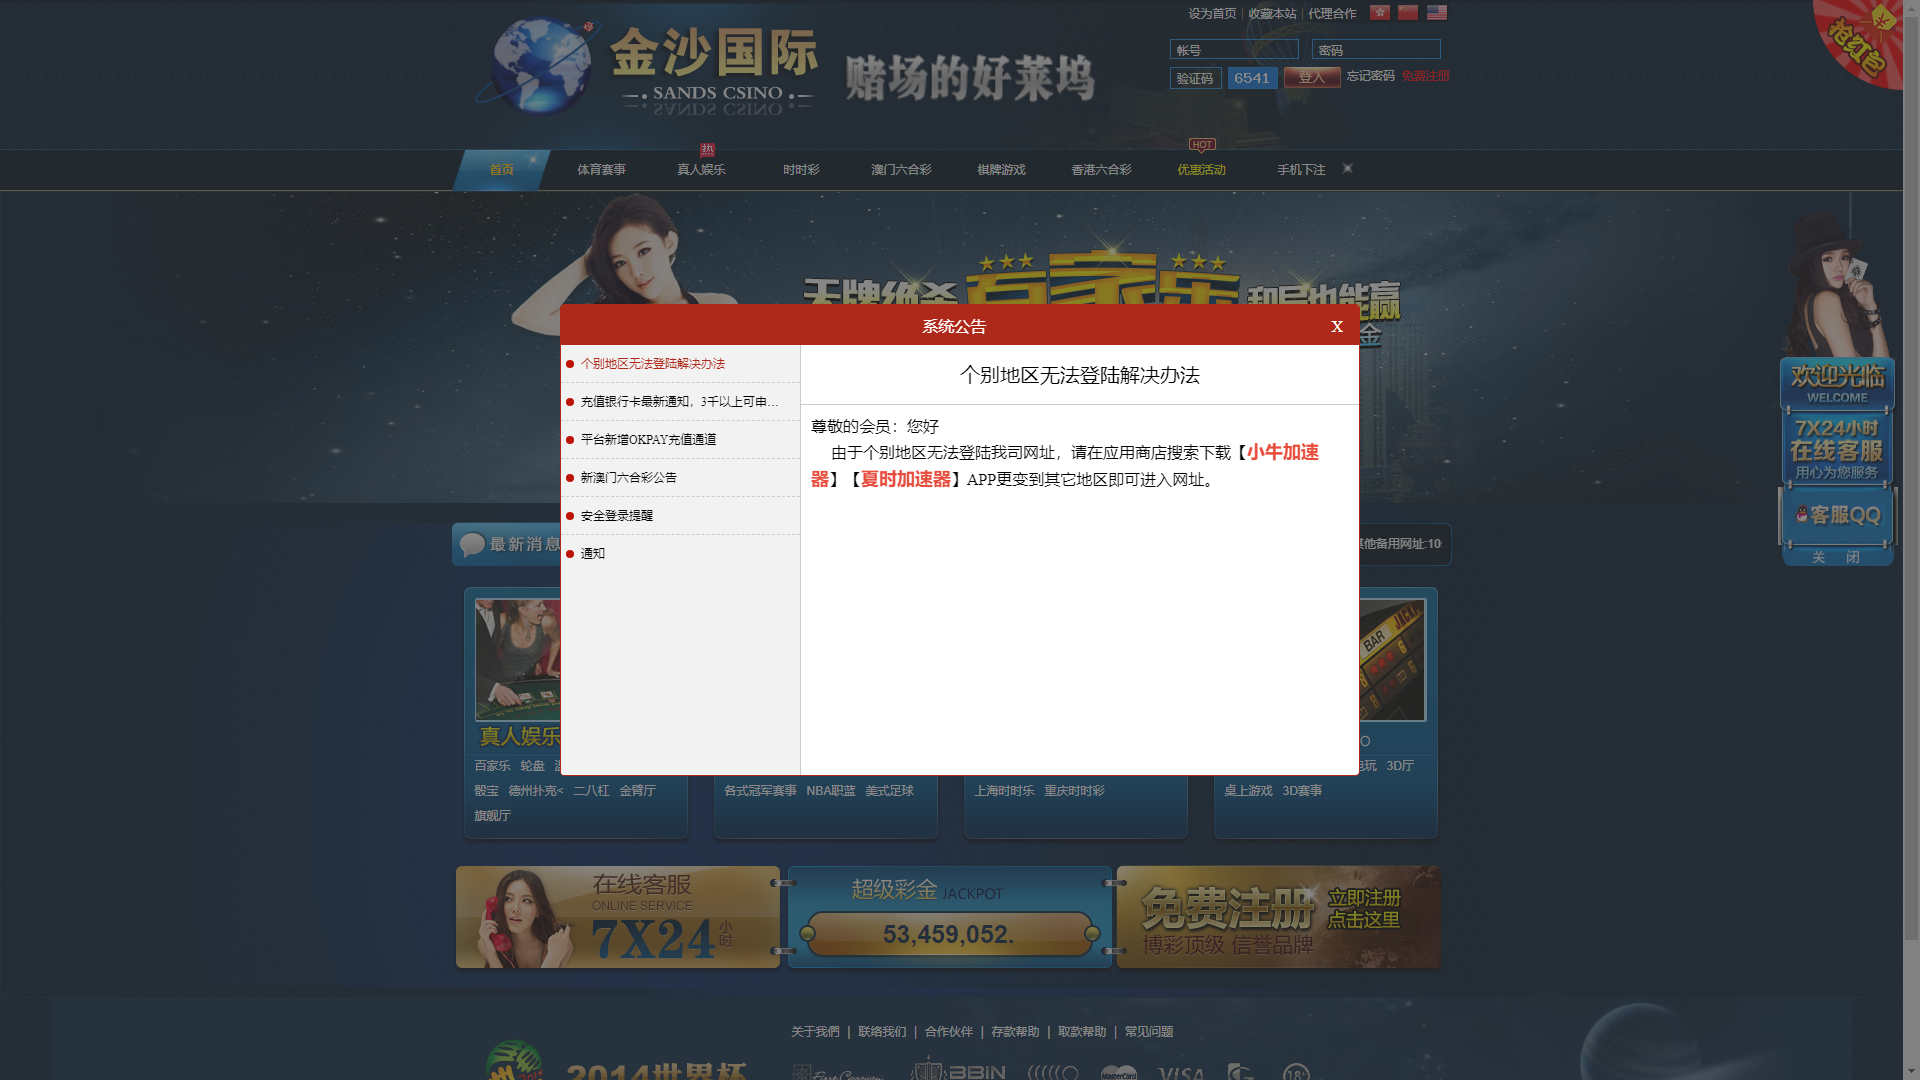 设为首页 | 收藏本站 | 代理合作
金沙国际
SANDS CSINO
赌场的好莱坞
帐号
密码
验证码
6541
登入
忘记密码
免费注册
抢红包
首页
体育赛事
热
真人娱乐
时时彩
澳门六合彩
棋牌游戏
香港六合彩
HOT
优惠活动
手机下注
天牌绝杀
百家乐
和局也能赢
金
系统公告
X
个别地区无法登陆解决办法
充值银行卡最新通知，3千以上可申...
平台新增OKPAY充值通道
新澳门六合彩公告
安全登录提醒
通知
个别地区无法登陆解决办法
尊敬的会员：您好
由于个别地区无法登陆我司网址，请在应用商店搜索下载【小牛加速
器】【夏时加速器】APP更变到其它地区即可进入网址。
欢迎光临
WELCOME
7X24小时
在线客服
用心为您服务
客服QQ
关 闭
最新消息
其他备用网址:10
BAR
真人娱乐
百家乐 轮盘
骰宝 德州扑克< 二八杠 金臂厅
旗舰厅
各式冠军赛事 NBA职蓝 美式足球
上海时时乐 重庆时时彩
O
电玩 3D厅
桌上游戏 3D赛事
在线客服
ONLINE SERVICE
7X24小时
超级彩金 JACKPOT
53,459,052.
免费注册
立即注册
点击这里
博彩顶级 信誉品牌
关于我們 | 联络我们 | 合作伙伴 | 存款帮助 | 取款帮助 | 常见问题
2014世界杯
BBIN
MasterCard
VISA
18+